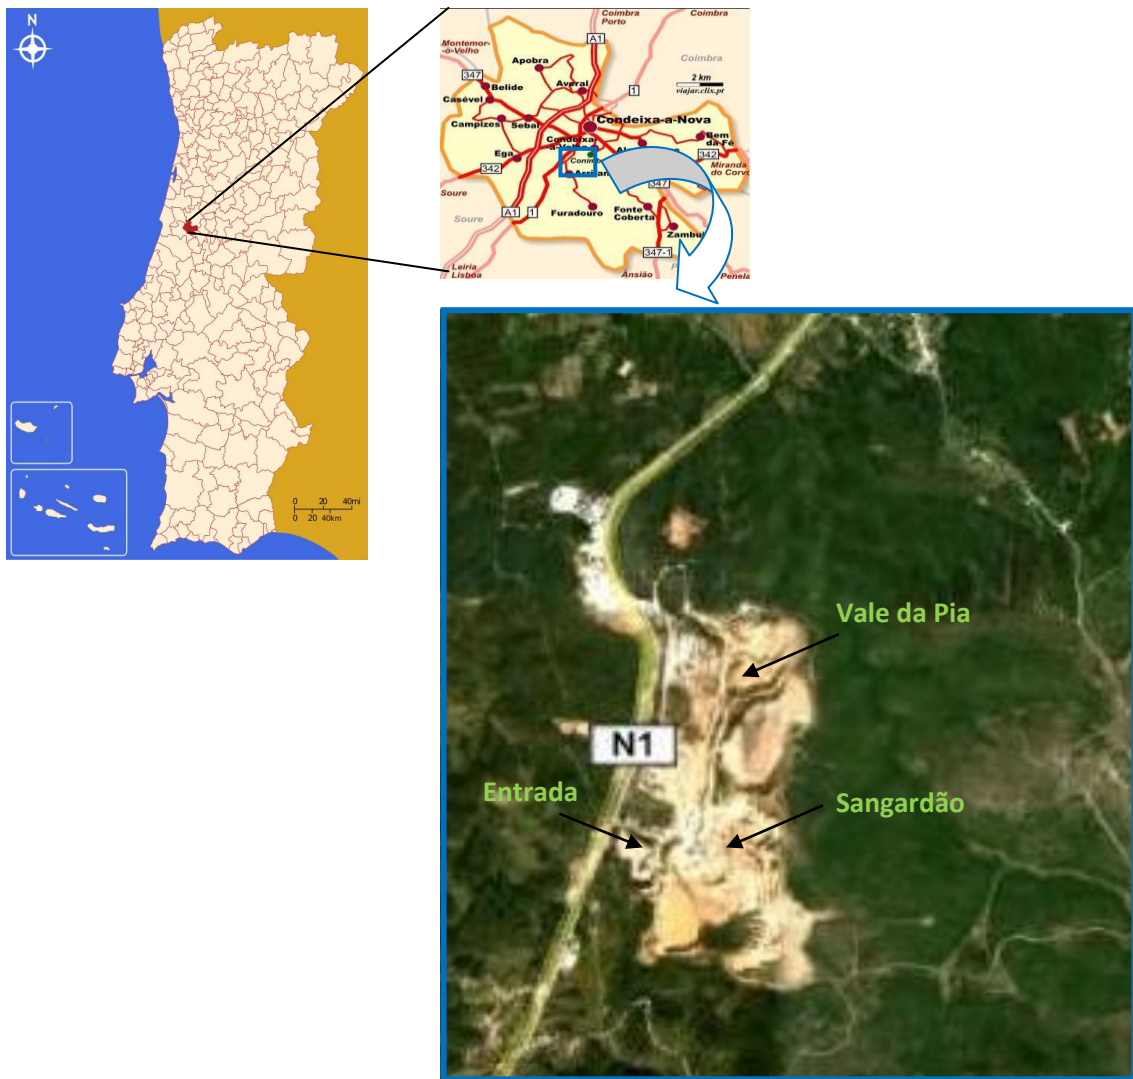 N
0 20 40mi
0 20 40km
Coimbra
Porto
Coimbra
A1
Montemor-
-o-Velho
Coimbra
Apobra
347
Belide
Averal
2 km
viajar.clix.pt
1
Casével
Condeixa-a-Nova
Campizes
Sebal
Bem
da Fé
Condeixa
a-Velha
Ega
342
342
Miranda
do Corvo
347
Soure
Soure
A1
1
Furadouro
Fonte
Coberta
347-1
Leiria
Lisboa
Ansião
Penela
Vale da Pia
N1
Entrada
Sangardão